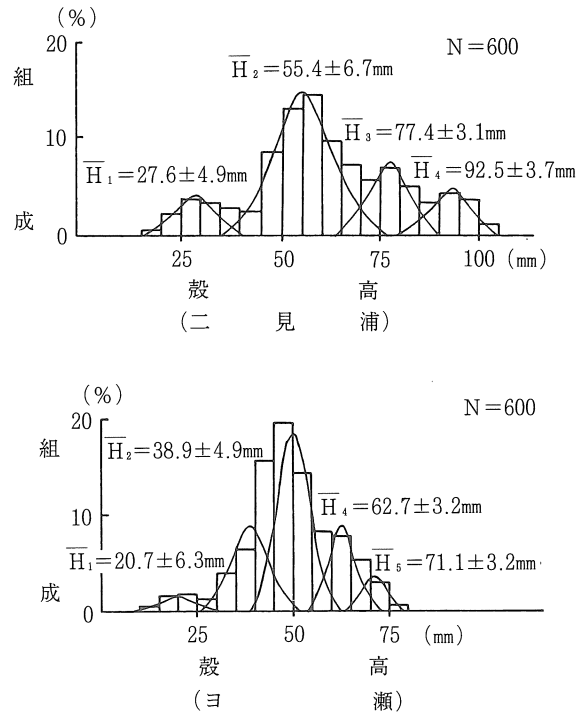 (%)
20
N=600
組
H̅₂=55.4±6.7mm
10
H̅₃=77.4±3.1mm
H̅₁=27.6±4.9mm
H̅₄=92.5±3.7mm
成
0
25 50 75 100 (mm)
殻 高
(二 見 浦)
(%)
20
N=600
組
H̅₂=38.9±4.9mm
10
H̅₄=62.7±3.2mm
H̅₁=20.7±6.3mm
H̅₅=71.1±3.2mm
成
0
25 50 75 (mm)
殻 高
(ヨ 瀬)